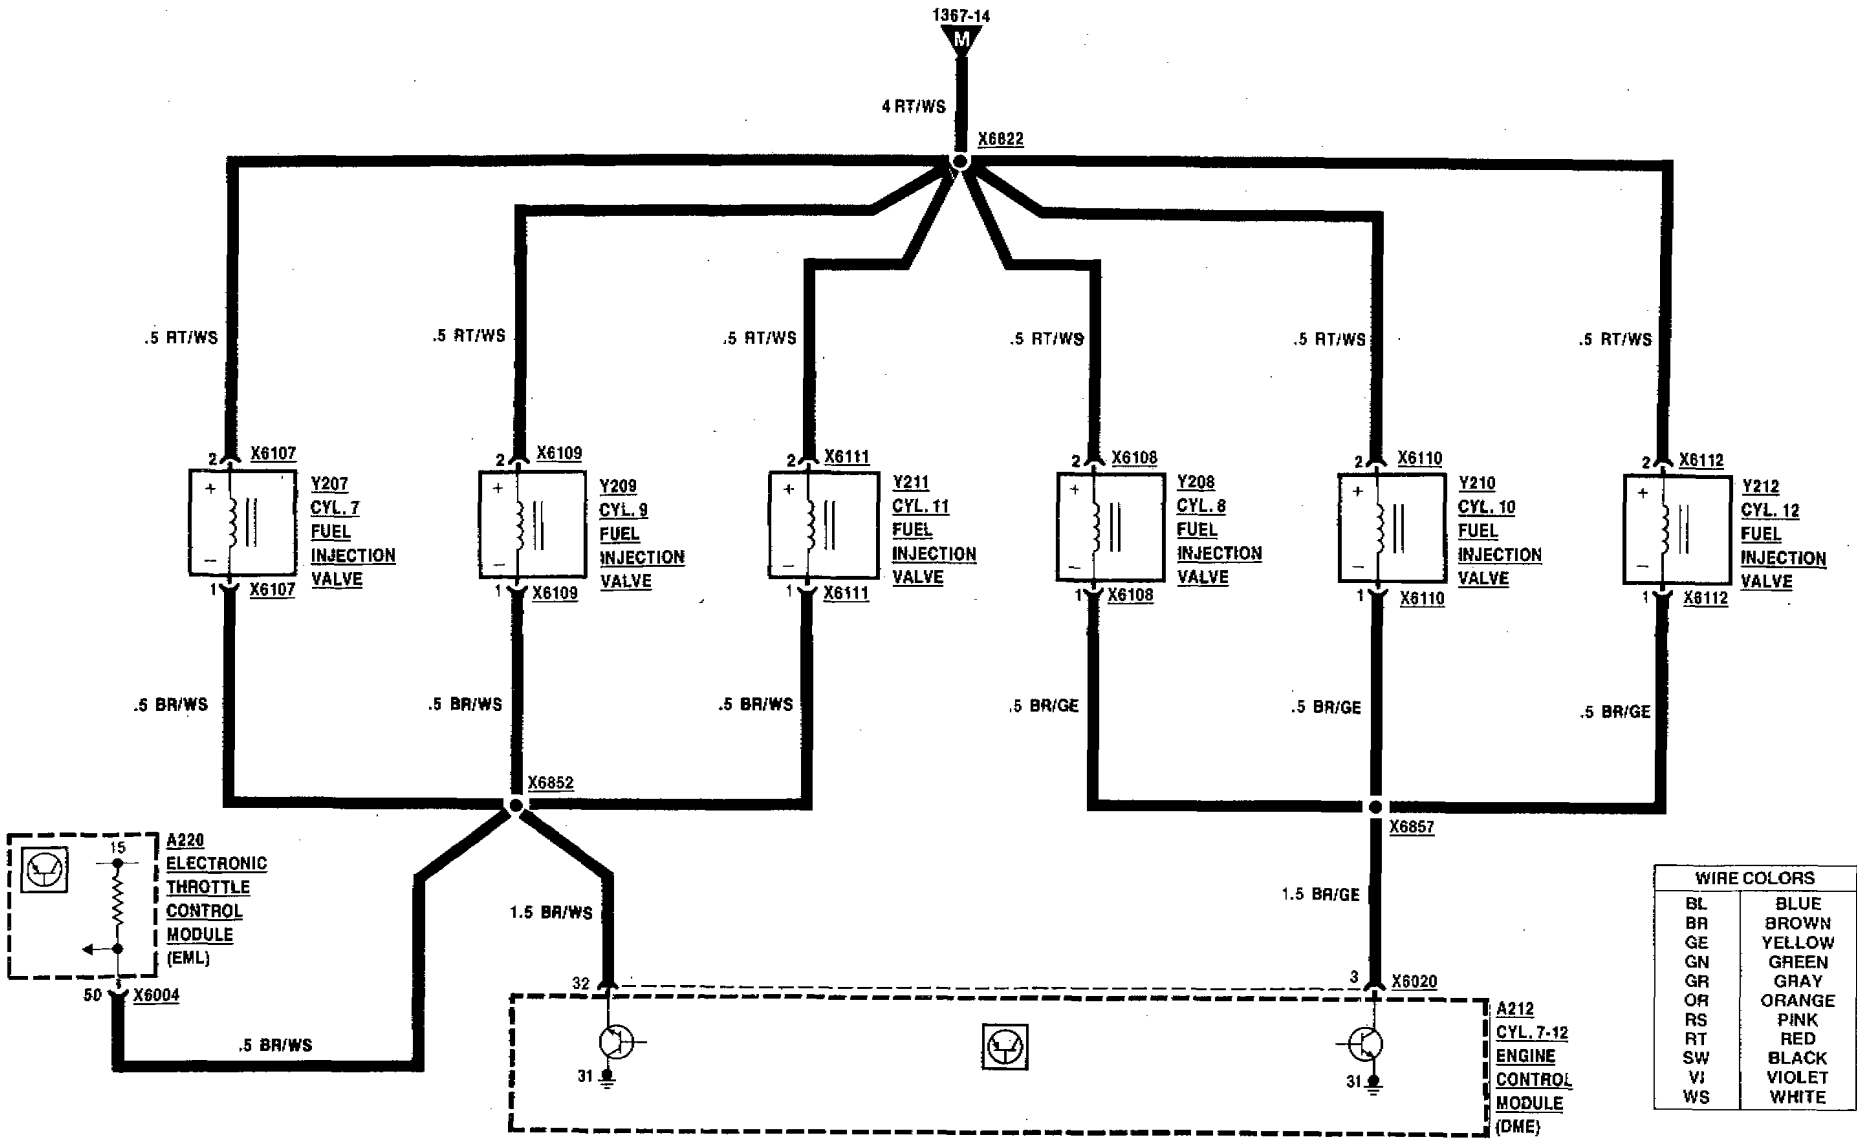 1367-14
M
4 RT/WS
X6822
.5 RT/WS
.5 RT/WS
.5 RT/WS
.5 RT/WS
.5 RT/WS
.5 RT/WS
2 X6107
2 X6109
2 X6111
2 X6108
2 X6110
2 X6112
+
−
Y207
CYL. 7
FUEL
INJECTION
VALVE
+
−
Y209
CYL. 9
FUEL
INJECTION
VALVE
+
−
Y211
CYL. 11
FUEL
INJECTION
VALVE
+
−
Y208
CYL. 8
FUEL
INJECTION
VALVE
+
−
Y210
CYL. 10
FUEL
INJECTION
VALVE
+
−
Y212
CYL. 12
FUEL
INJECTION
VALVE
1 X6107
1 X6109
1 X6111
1 X6108
1 X6110
1 X6112
.5 BR/WS
.5 BR/WS
.5 BR/WS
.5 BR/GE
.5 BR/GE
.5 BR/GE
X6852
X6857
15
A220
ELECTRONIC
THROTTLE
CONTROL
MODULE
(EML)
50 X6004
.5 BR/WS
1.5 BR/WS
1.5 BR/GE
32
3 X6020
31
31
A212
CYL. 7-12
ENGINE
CONTROL
MODULE
(DME)
WIRE COLORS
BL BLUE
BR BROWN
GE YELLOW
GN GREEN
GR GRAY
OR ORANGE
RS PINK
RT RED
SW BLACK
VI VIOLET
WS WHITE